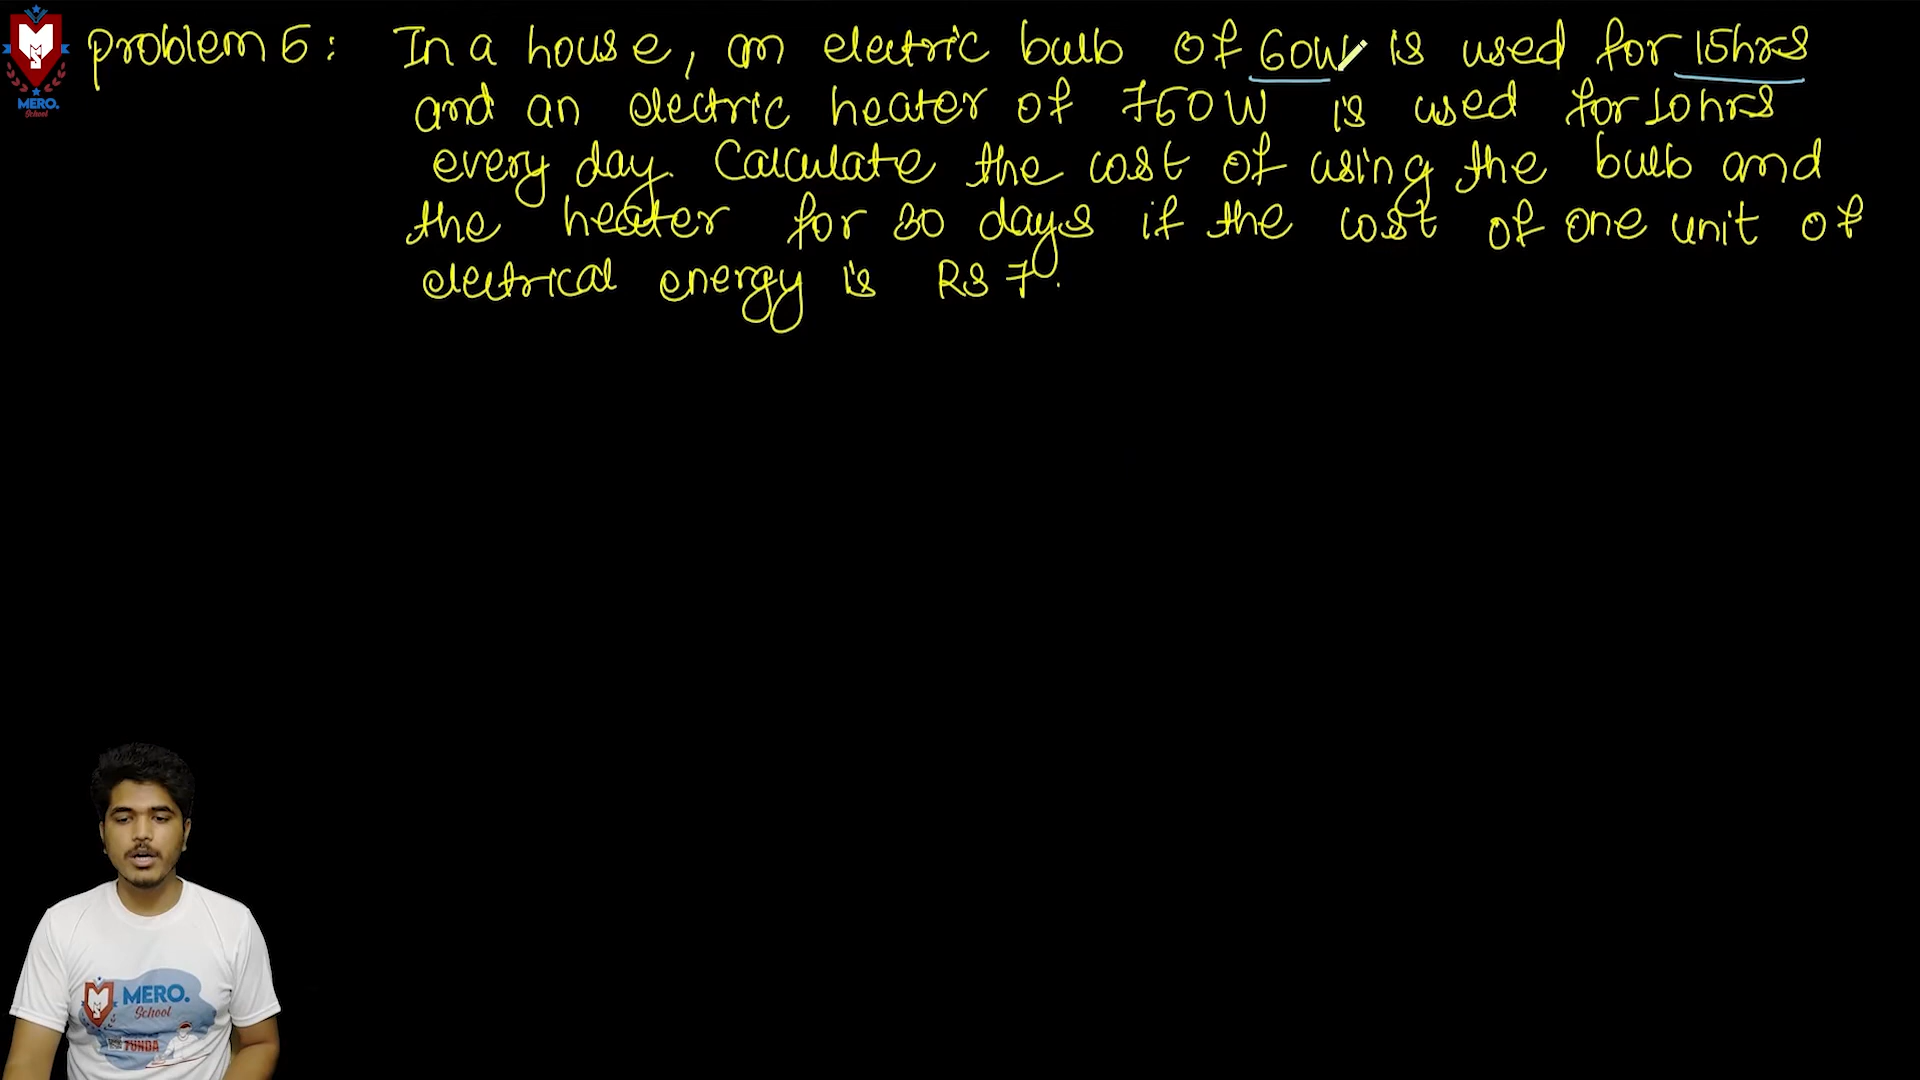 problem 5: In a house, an electric bulb of 60W is used for 15hrs
and an electric heater of 750W is used for 10hrs
every day. Calculate the cost of using the bulb and
the heater for 30 days if the cost of one unit of
electrical energy is RS 7.
MERO.
School
MERO.
School
TUNDA